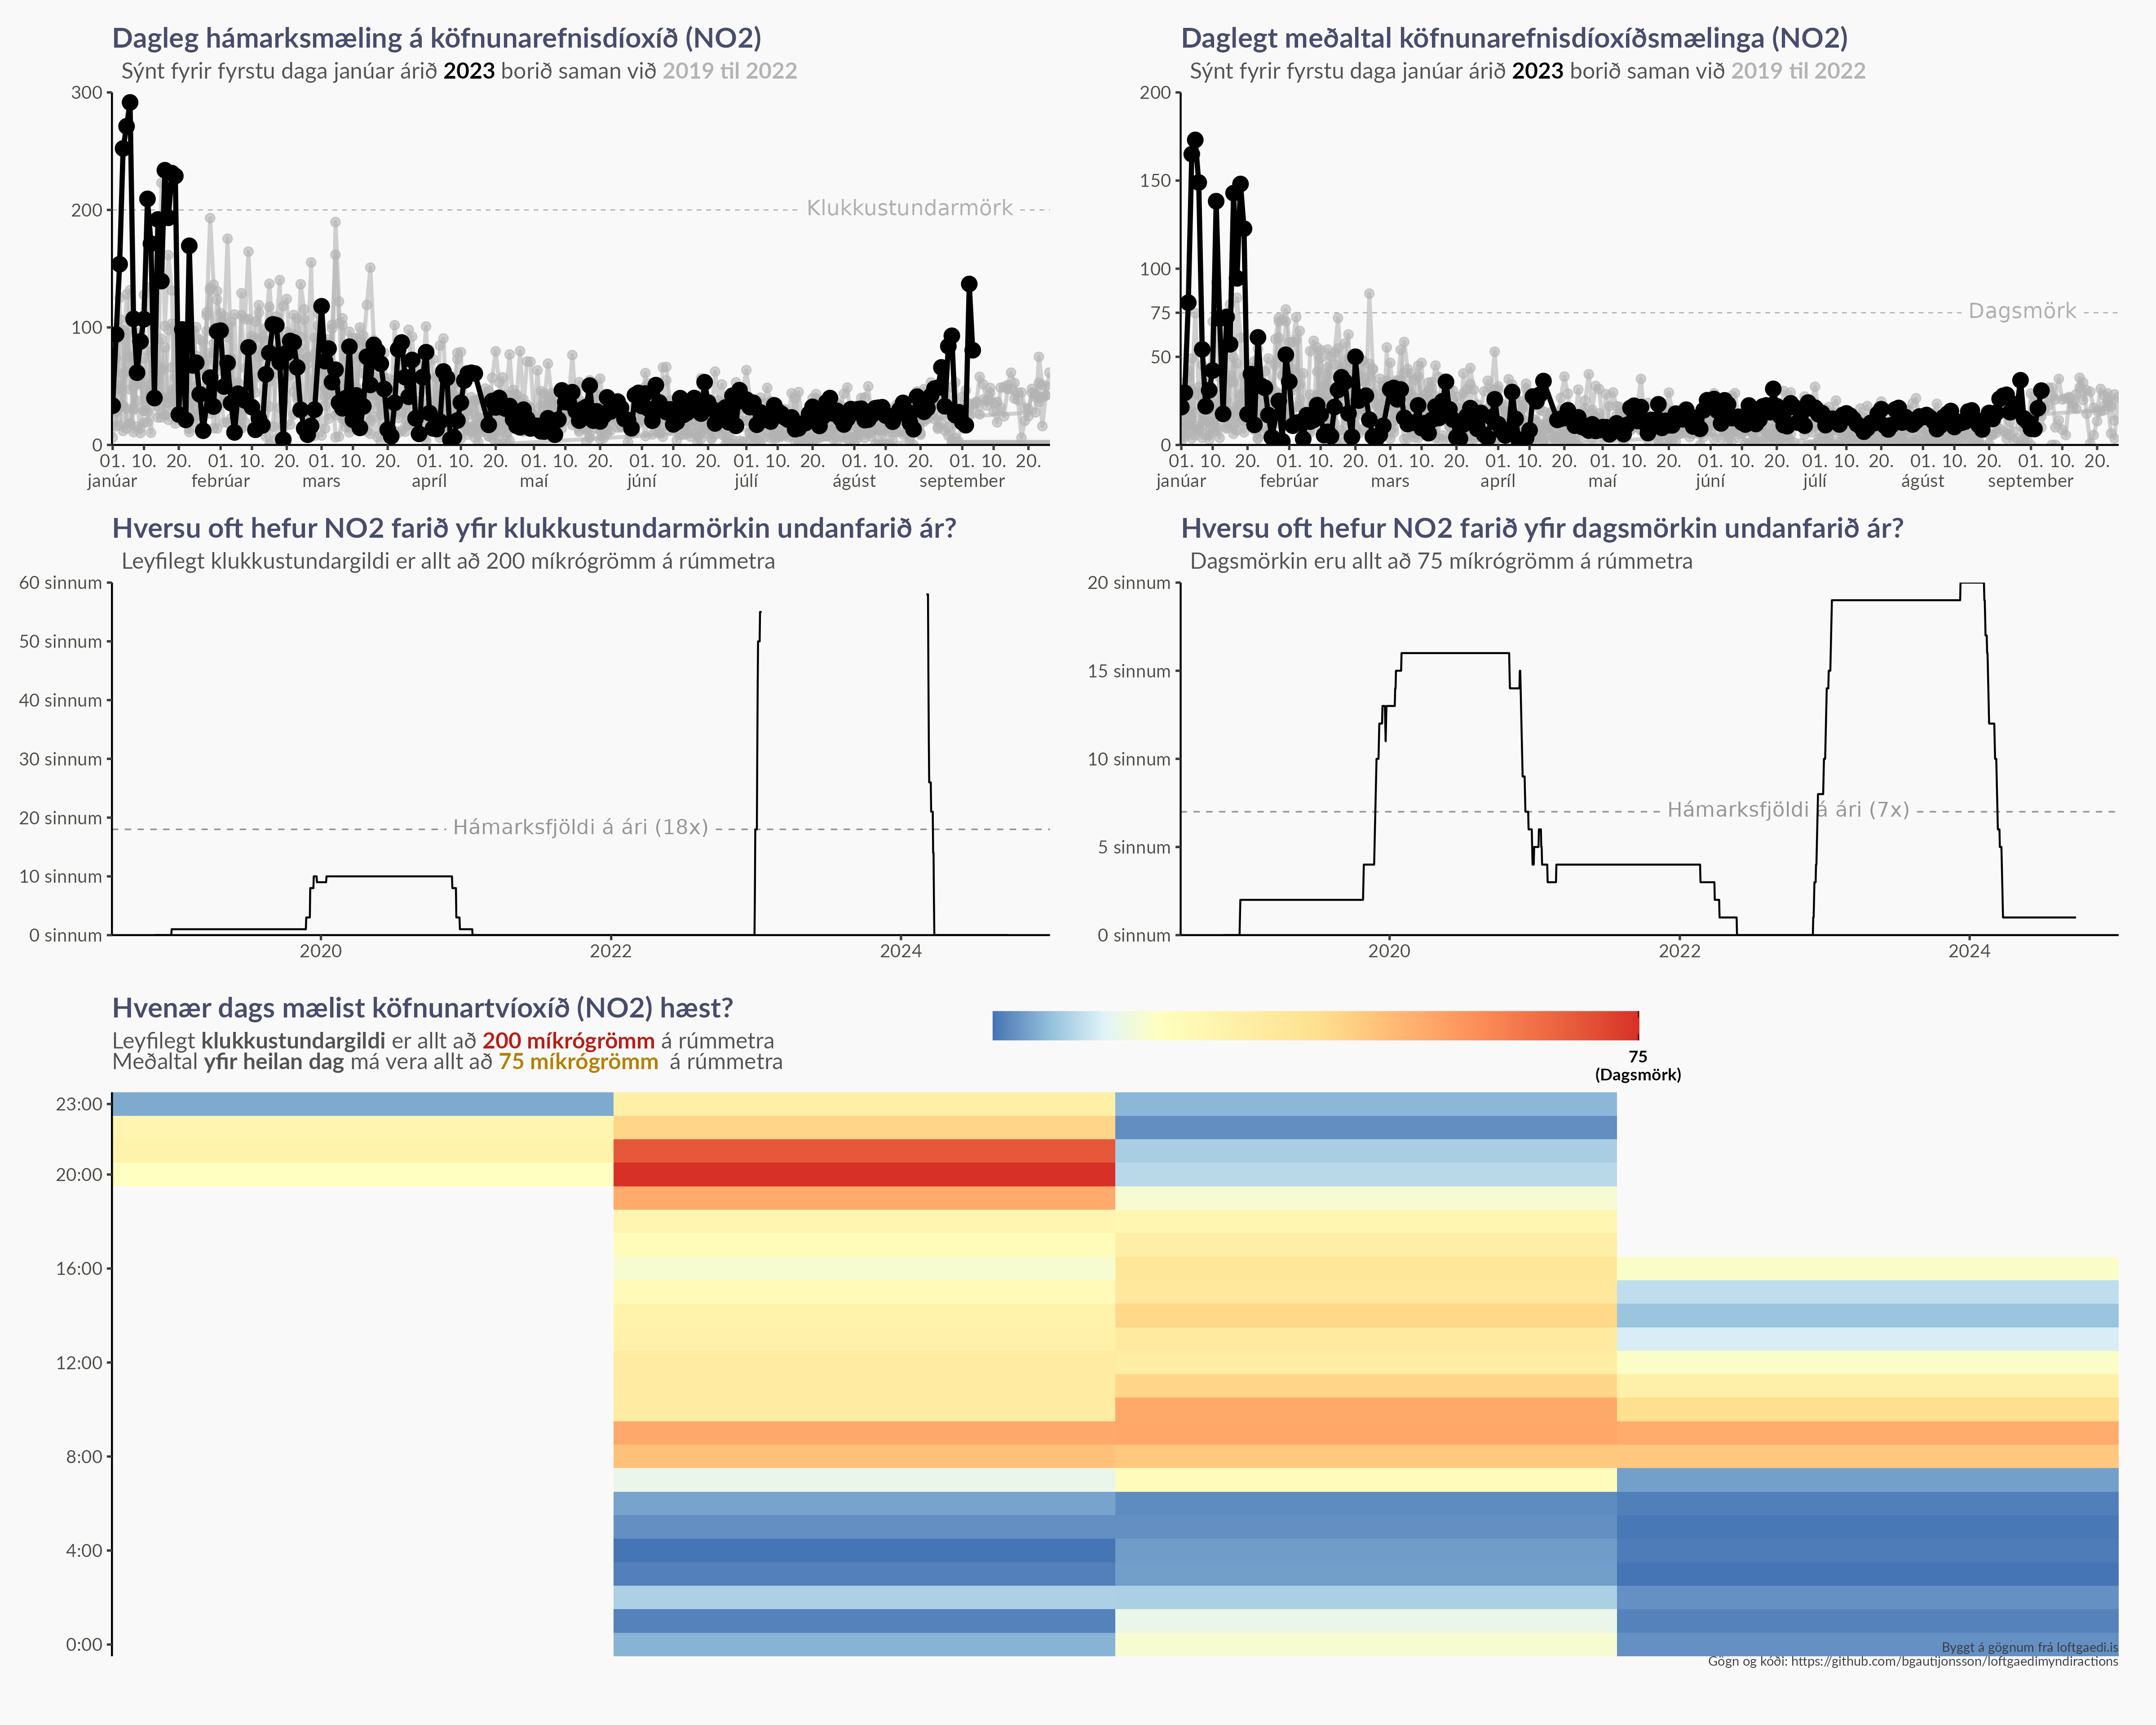 Dagleg hámarksmæling á köfnunarefnisdíoxíð (NO2)
Sýnt fyrir fyrstu daga janúar árið 2023 borið saman við 2019 til 2022
300
200
100
0
Klukkustundarmörk
01. 10. 20. 01. 10. 20. 01. 10. 20. 01. 10. 20. 01. 10. 20. 01. 10. 20. 01. 10. 20. 01. 10. 20. 01. 10. 20.
janúar febrúar mars apríl maí júní júlí ágúst september
Daglegt meðaltal köfnunarefnisdíoxíðsmælinga (NO2)
Sýnt fyrir fyrstu daga janúar árið 2023 borið saman við 2019 til 2022
200
150
100
75
50
0
Dagsmörk
01. 10. 20. 01. 10. 20. 01. 10. 20. 01. 10. 20. 01. 10. 20. 01. 10. 20. 01. 10. 20. 01. 10. 20. 01. 10. 20.
janúar febrúar mars apríl maí júní júlí ágúst september
Hversu oft hefur NO2 farið yfir klukkustundarmörkin undanfarið ár?
Leyfilegt klukkustundargildi er allt að 200 míkrógrömm á rúmmetra
60 sinnum
50 sinnum
40 sinnum
30 sinnum
20 sinnum
10 sinnum
0 sinnum
Hámarksfjöldi á ári (18x)
2020 2022 2024
Hversu oft hefur NO2 farið yfir dagsmörkin undanfarið ár?
Dagsmörkin eru allt að 75 míkrógrömm á rúmmetra
20 sinnum
15 sinnum
10 sinnum
5 sinnum
0 sinnum
Hámarksfjöldi á ári (7x)
2020 2022 2024
Hvenær dags mælist köfnunartvíoxíð (NO2) hæst?
Leyfilegt klukkustundargildi er allt að 200 míkrógrömm á rúmmetra
Meðaltal yfir heilan dag má vera allt að 75 míkrógrömm á rúmmetra
75
(Dagsmörk)
23:00
20:00
16:00
12:00
8:00
4:00
0:00
Byggt á gögnum frá loftgaedi.is
Gögn og kóði: https://github.com/bgautijonsson/loftgaedimyndiractions